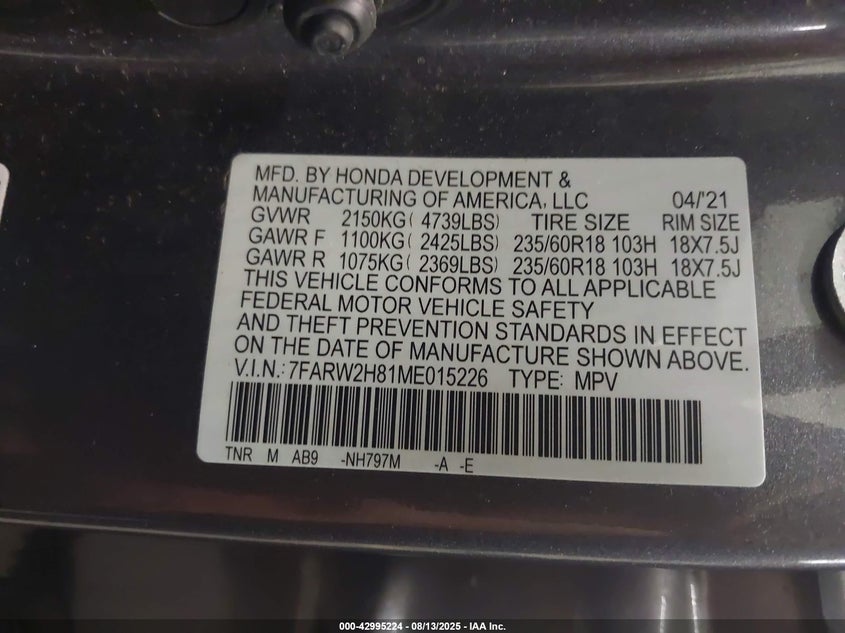 MFD. BY HONDA DEVELOPMENT &
MANUFACTURING OF AMERICA, LLC 04/'21
GVWR 2150KG( 4739LBS) TIRE SIZE RIM SIZE
GAWR F 1100KG( 2425LBS) 235/60R18 103H 18X7.5J
GAWR R 1075KG( 2369LBS) 235/60R18 103H 18X7.5J
THIS VEHICLE CONFORMS TO ALL APPLICABLE
FEDERAL MOTOR VEHICLE SAFETY
AND THEFT PREVENTION STANDARDS IN EFFECT
ON THE DATE OF MANUFACTURE SHOWN ABOVE.
V.I.N.: 7FARW2H81ME015226 TYPE: MPV
TNR M AB9 -NH797M -A -E
000-42995224 - 08/13/2025 - IAA Inc.